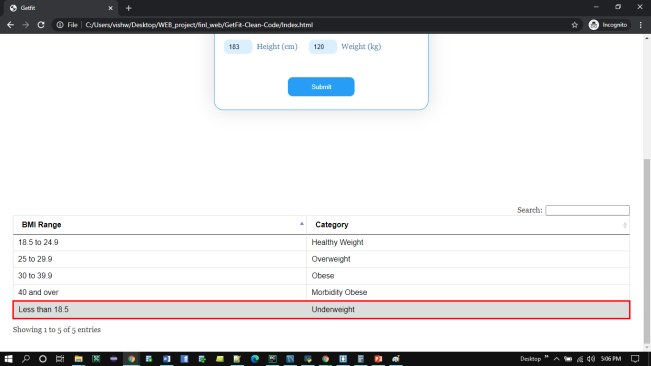 Getfit
File C:/Users/vishw/Desktop/WEB_project/finl_web/GetFit-Clean-Code/Index.html Incognito
183 Height (cm) 120 Weight (kg)
Submit
Search:
BMI Range Category
18.5 to 24.9 Healthy Weight
25 to 29.9 Overweight
30 to 39.9 Obese
40 and over Morbidity Obese
Less than 18.5 Underweight
Showing 1 to 5 of 5 entries
Desktop 5:06 PM